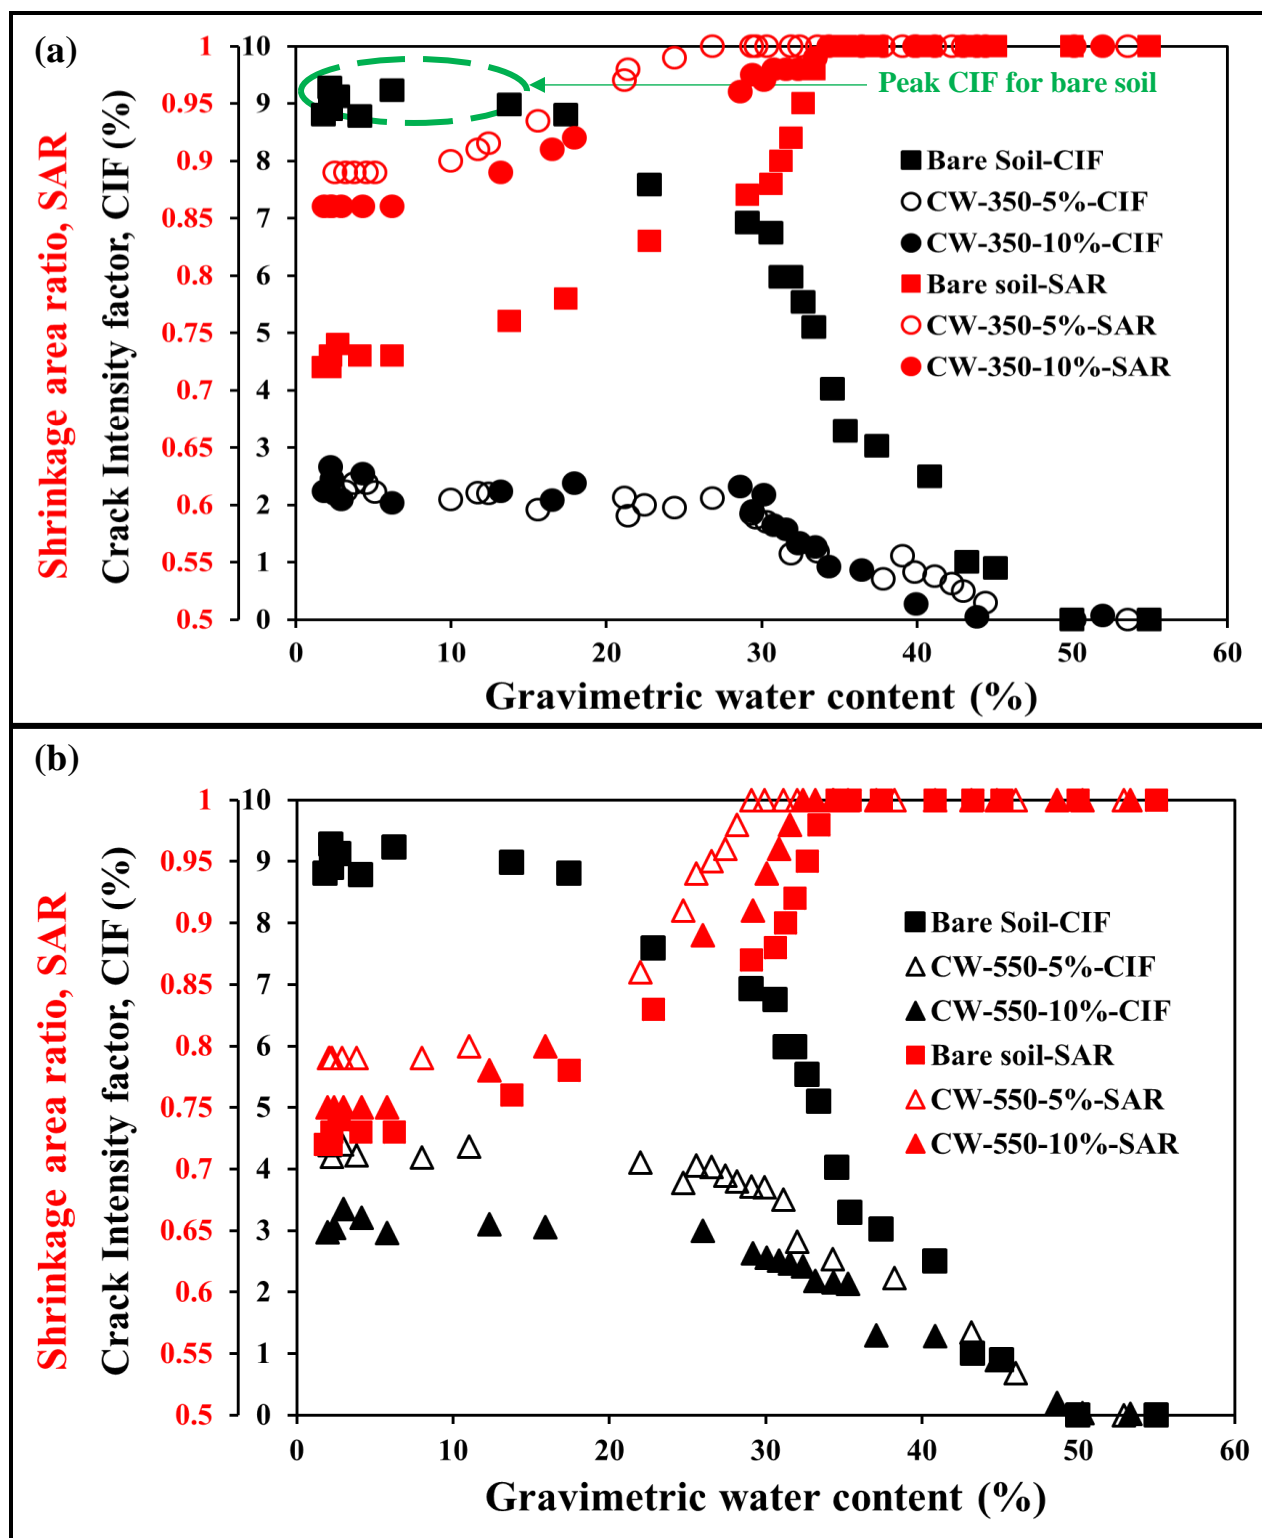 (a)
Shrinkage area ratio, SAR
Crack Intensity factor, CIF (%)
1
0.95
0.9
0.85
0.8
0.75
0.7
0.65
0.6
0.55
0.5
10
9
8
7
6
5
4
3
2
1
0
Peak CIF for bare soil
Bare Soil-CIF
CW-350-5%-CIF
CW-350-10%-CIF
Bare soil-SAR
CW-350-5%-SAR
CW-350-10%-SAR
0 10 20 30 40 50 60
Gravimetric water content (%)
(b)
Shrinkage area ratio, SAR
Crack Intensity factor, CIF (%)
1
0.95
0.9
0.85
0.8
0.75
0.7
0.65
0.6
0.55
0.5
10
9
8
7
6
5
4
3
2
1
0
Bare Soil-CIF
CW-550-5%-CIF
CW-550-10%-CIF
Bare soil-SAR
CW-550-5%-SAR
CW-550-10%-SAR
0 10 20 30 40 50 60
Gravimetric water content (%)